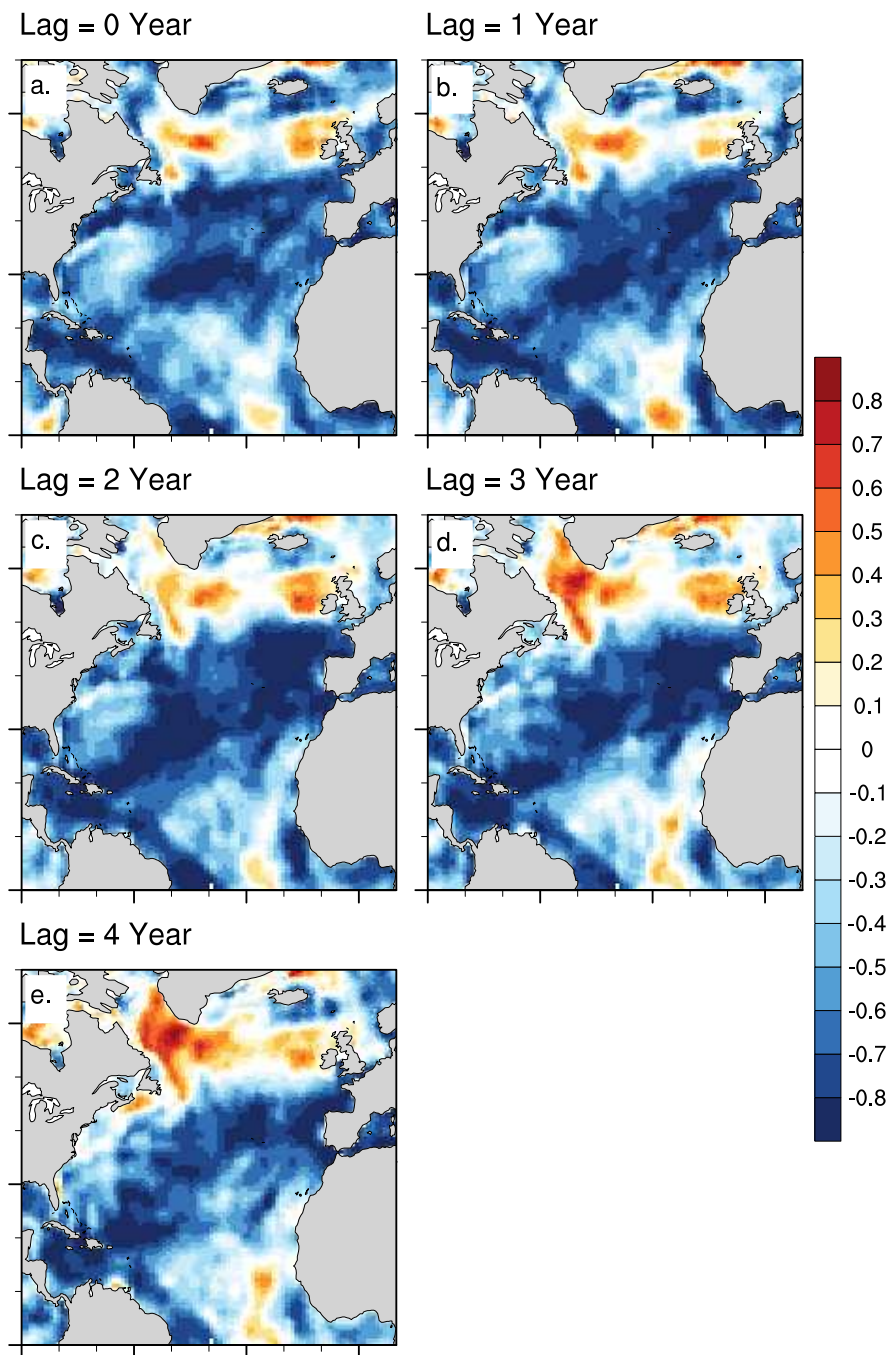 Lag = 0 Year
Lag = 1 Year
a.
b.
Lag = 2 Year
Lag = 3 Year
c.
d.
Lag = 4 Year
e.
0.8
0.7
0.6
0.5
0.4
0.3
0.2
0.1
0
-0.1
-0.2
-0.3
-0.4
-0.5
-0.6
-0.7
-0.8